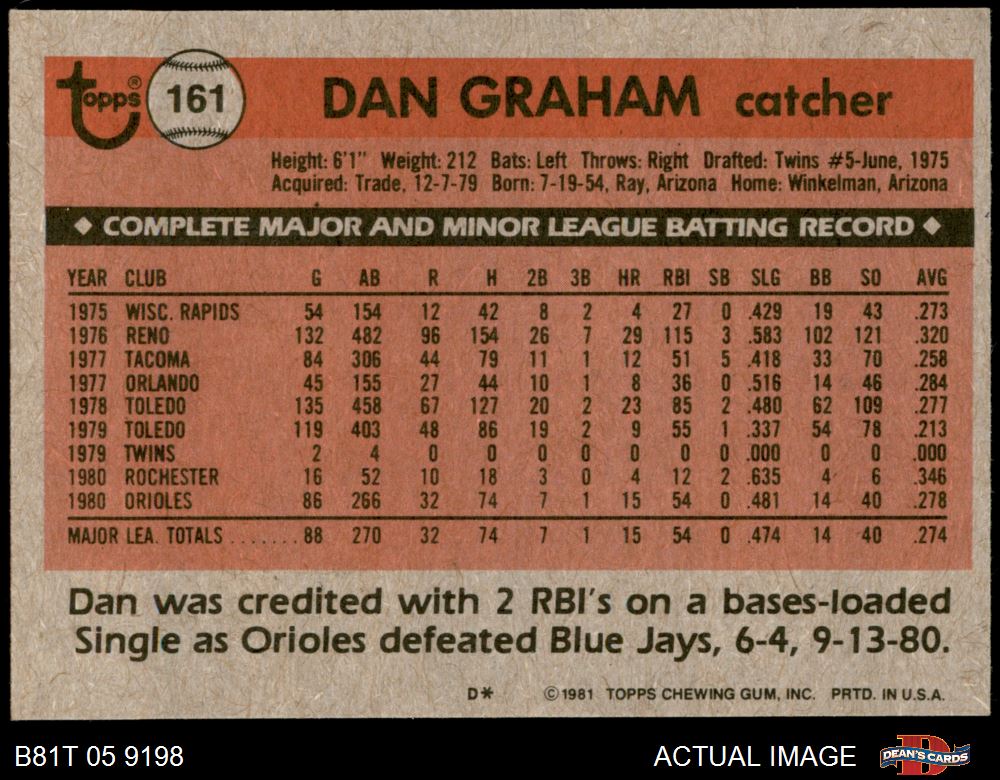 topps® 161 DAN GRAHAM catcher
Height: 6'1" Weight: 212 Bats: Left Throws: Right Drafted: Twins #5-June, 1975
Acquired: Trade, 12-7-79 Born: 7-19-54, Ray, Arizona Home: Winkelman, Arizona
◆ COMPLETE MAJOR AND MINOR LEAGUE BATTING RECORD ◆
YEAR CLUB G AB R H 2B 3B HR RBI SB SLG BB SO AVG
1975 WISC. RAPIDS 54 154 12 42 8 2 4 27 0 .429 19 43 .273
1976 RENO 132 482 96 154 26 7 29 115 3 .583 102 121 .320
1977 TACOMA 84 306 44 79 11 1 12 51 5 .418 33 70 .258
1977 ORLANDO 45 155 27 44 10 1 8 36 0 .516 14 46 .284
1978 TOLEDO 135 458 67 127 20 2 23 85 2 .480 62 109 .277
1979 TOLEDO 119 403 48 86 19 2 9 55 1 .337 54 78 .213
1979 TWINS 2 4 0 0 0 0 0 0 0 .000 0 0 .000
1980 ROCHESTER 16 52 10 18 3 0 4 12 2 .635 4 6 .346
1980 ORIOLES 86 266 32 74 7 1 15 54 0 .481 14 40 .278
MAJOR LEA. TOTALS ....... 88 270 32 74 7 1 15 54 0 .474 14 40 .274
Dan was credited with 2 RBI's on a bases-loaded
Single as Orioles defeated Blue Jays, 6-4, 9-13-80.
D* ©1981 TOPPS CHEWING GUM, INC. PRTD. IN U.S.A.
B81T 05 9198 ACTUAL IMAGE D DEAN'S CARDS